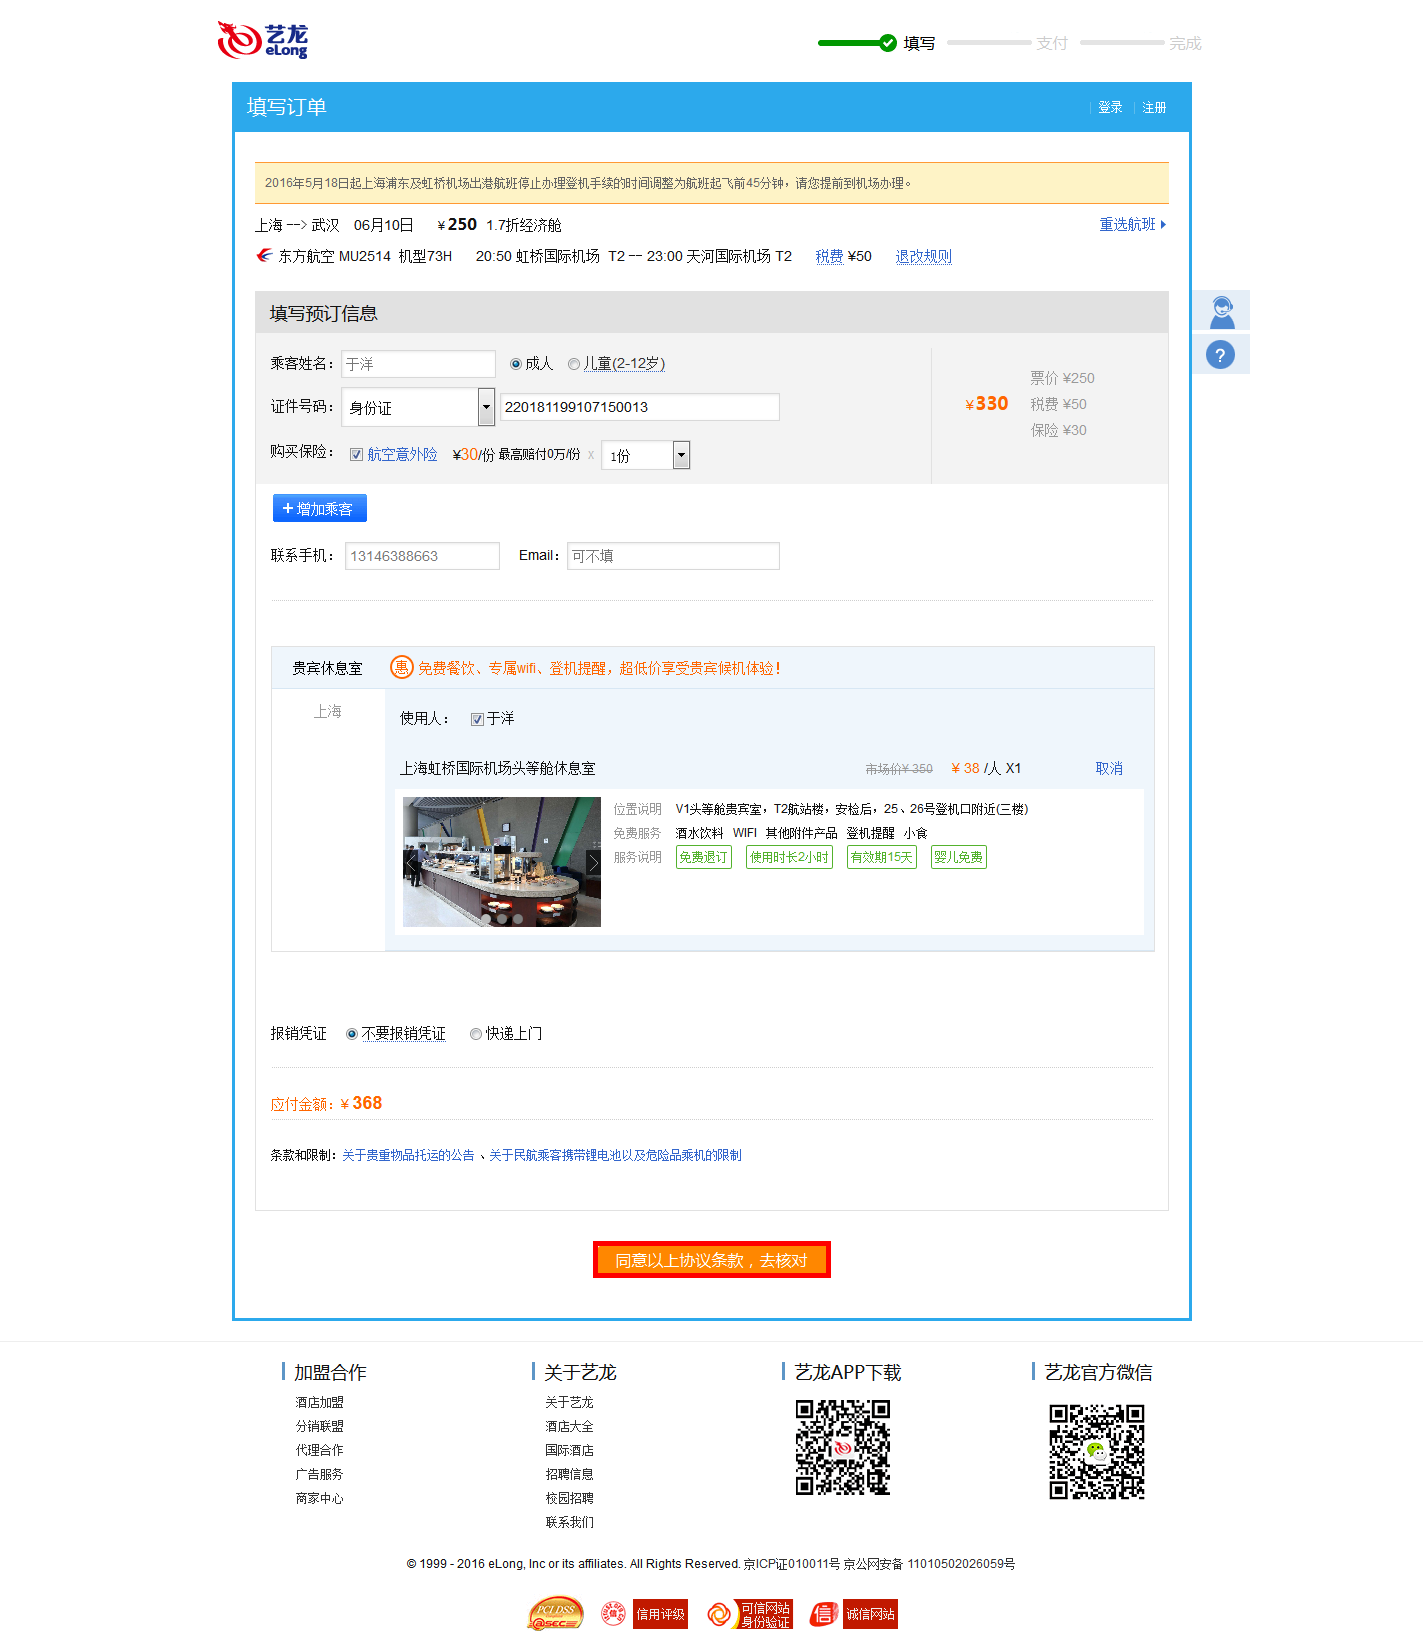 艺龙
eLong
填写 支付 完成
填写订单 登录 注册
2016年5月18日起上海浦东及虹桥机场出港航班停止办理登机手续的时间调整为航班起飞前45分钟，请您提前到机场办理。
上海 --> 武汉 06月10日 ¥250 1.7折经济舱 重选航班
东方航空 MU2514 机型73H 20:50 虹桥国际机场 T2 -- 23:00 天河国际机场 T2 税费 ¥50 退改规则
填写预订信息
乘客姓名： 于洋 成人 儿童(2-12岁)
证件号码： 身份证 220181199107150013
购买保险： 航空意外险 ¥30/份 最高赔付0万/份 x 1份
¥330
票价 ¥250
税费 ¥50
保险 ¥30
+ 增加乘客
联系手机： 13146388663 Email： 可不填
贵宾休息室 惠 免费餐饮、专属wifi、登机提醒，超低价享受贵宾候机体验！
上海 使用人： 于洋
上海虹桥国际机场头等舱休息室 市场价¥ 350 ¥ 38 /人 X1 取消
位置说明 V1头等舱贵宾室，T2航站楼，安检后，25、26号登机口附近(三楼)
免费服务 酒水饮料 WIFI 其他附件产品 登机提醒 小食
服务说明 免费退订 使用时长2小时 有效期15天 婴儿免费
报销凭证 不要报销凭证 快递上门
应付金额：¥ 368
条款和限制：关于贵重物品托运的公告 、关于民航乘客携带锂电池以及危险品乘机的限制
同意以上协议条款，去核对
加盟合作 关于艺龙 艺龙APP下载 艺龙官方微信
酒店加盟 关于艺龙
分销联盟 酒店大全
代理合作 国际酒店
广告服务 招聘信息
商家中心 校园招聘
联系我们
© 1999 - 2016 eLong, Inc or its affiliates. All Rights Reserved. 京ICP证010011号 京公网安备 11010502026059号
PCI DSS
@SEC
信用评级
可信网站
身份验证
信 诚信网站